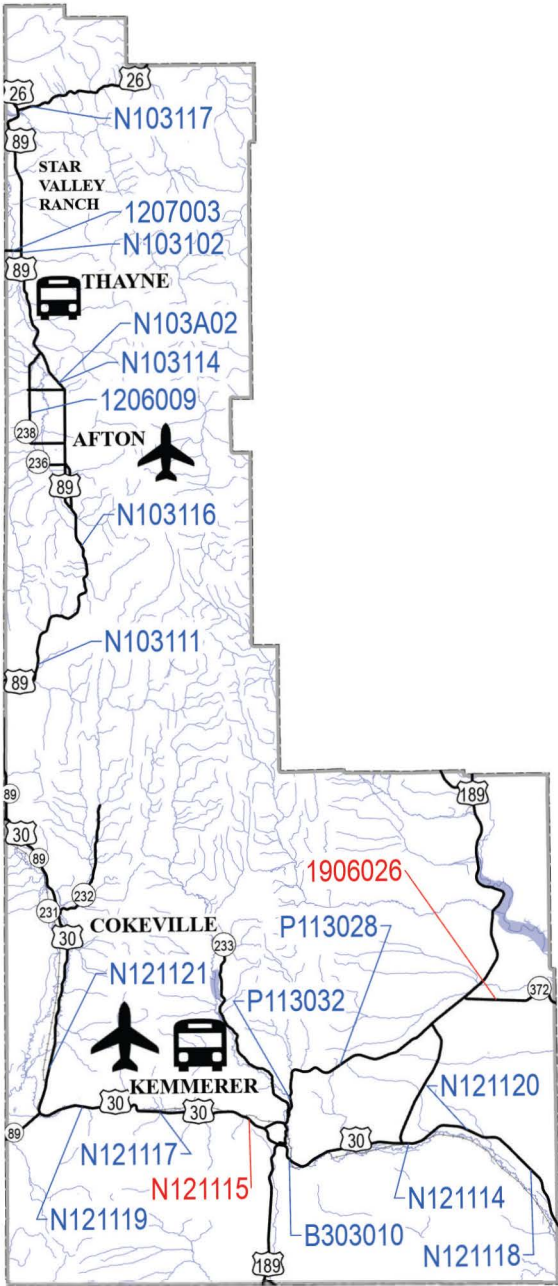 26
26
N103117
89
STAR
VALLEY
RANCH
1207003
N103102
89
THAYNE
N103A02
N103114
1206009
238
AFTON
236
89
N103116
N103111
89
189
89
30
89
1906026
232
231
P113028
COKEVILLE
30
233
372
N121121
P113032
KEMMERER
N121120
30
30
30
89
N121117
N121115
N121114
N121119
B303010
N121118
189